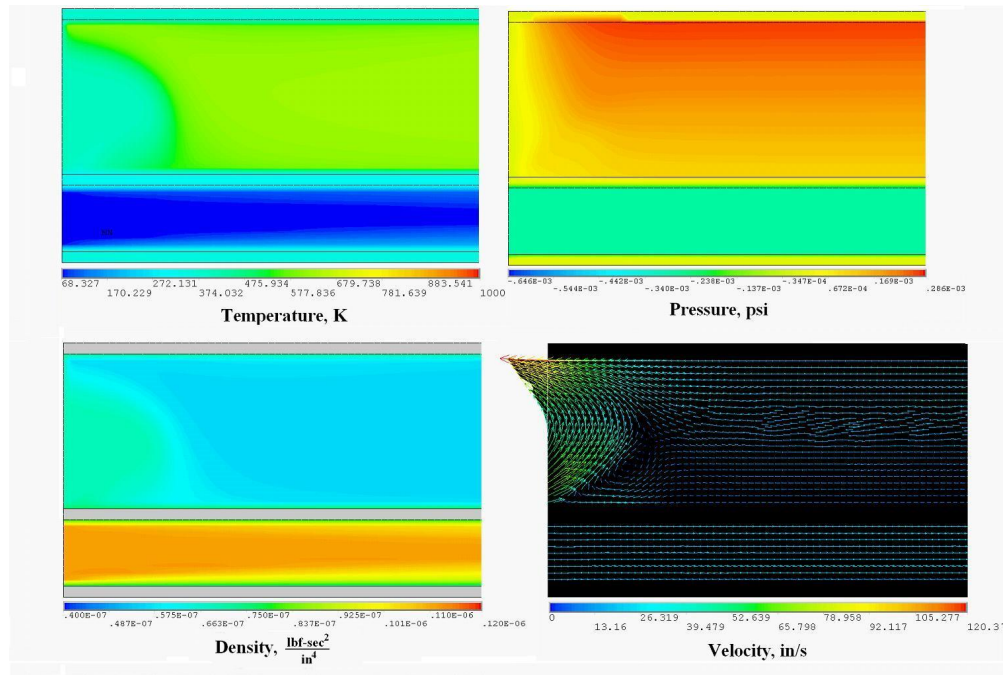 68.327 272.131 475.934 679.738 883.541
170.229 374.032 577.836 781.639 1000
Temperature, K
-.646E-03 -.442E-03 -.238E-03 -.347E-04 .169E-03
-.544E-03 -.340E-03 -.137E-03 .672E-04 .286E-03
Pressure, psi
.400E-07 .575E-07 .750E-07 .925E-07 .110E-06
.487E-07 .663E-07 .837E-07 .101E-06 .120E-06
Density, lbf-sec²
in⁴
0 26.319 52.639 78.958 105.277
13.16 39.479 65.798 92.117 120.3
Velocity, in/s